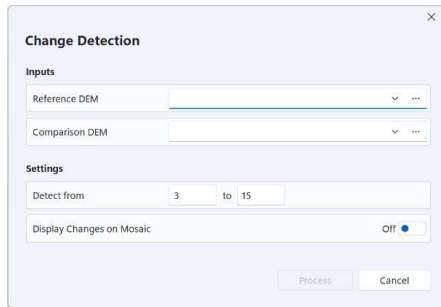 Change Detection
Inputs
Reference DEM
Comparison DEM
Settings
Detect from 3 to 15
Display Changes on Mosaic Off
Process Cancel